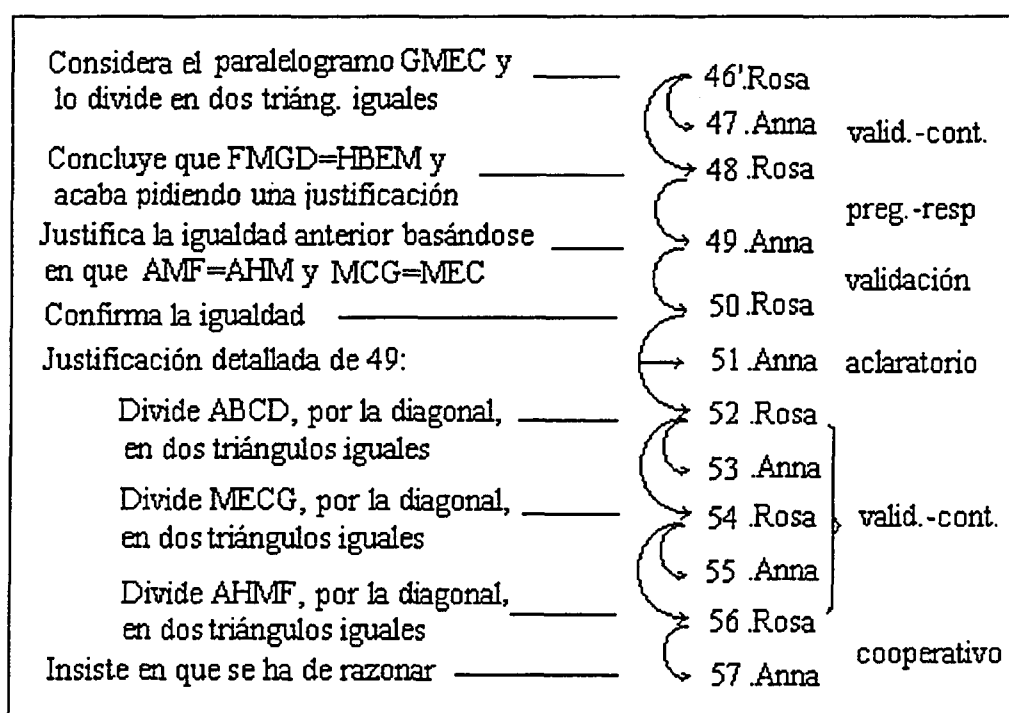 Considera el paralelogramo GMEC y
46'.Rosa
lo divide en dos triáng. iguales
47 .Anna valid.-cont.
Concluye que FMGD=HBEM y
48 .Rosa
acaba pidiendo una justificación
preg.-resp
Justifica la igualdad anterior basándose
49 .Anna
en que AMF=AHM y MCG=MEC
validación
Confirma la igualdad 50 .Rosa
Justificación detallada de 49: 51 .Anna aclaratorio
Divide ABCD, por la diagonal, 52 .Rosa
en dos triángulos iguales
53 .Anna
Divide MECG, por la diagonal, 54 .Rosa valid.-cont.
en dos triángulos iguales
55 .Anna
Divide AHMF, por la diagonal, 56 .Rosa
en dos triángulos iguales
cooperativo
Insiste en que se ha de razonar 57 .Anna